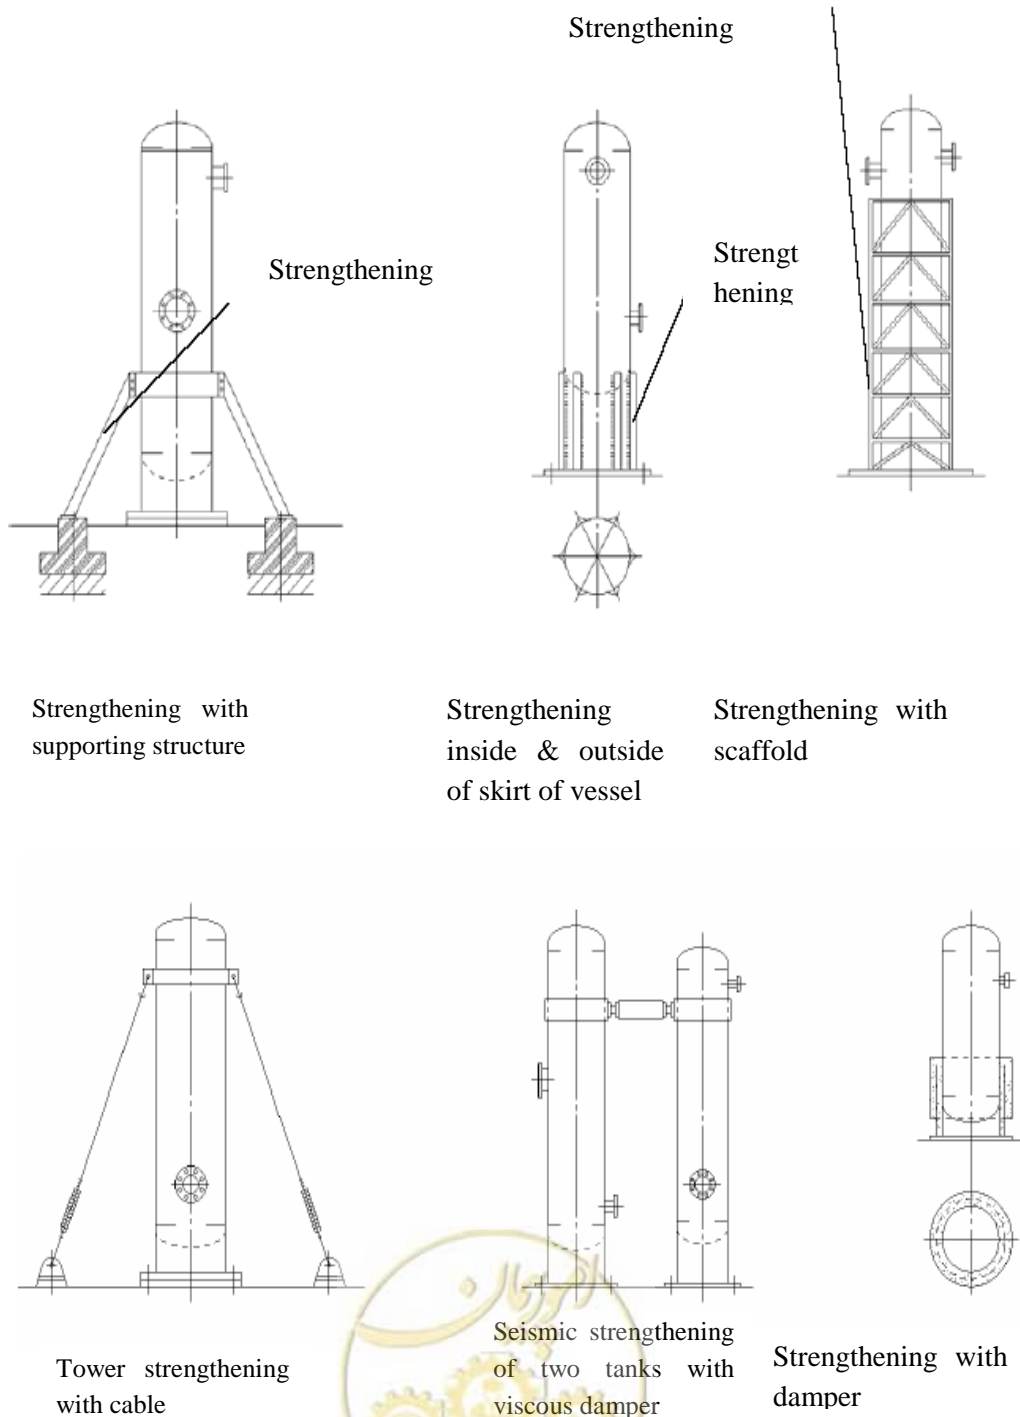 Strengthening
Strengthening
Strengt
hening
Strengthening with
supporting structure
Strengthening
inside & outside
of skirt of vessel
Strengthening with
scaffold
Tower strengthening
with cable
Seismic strengthening
of two tanks with
viscous damper
Strengthening with
damper